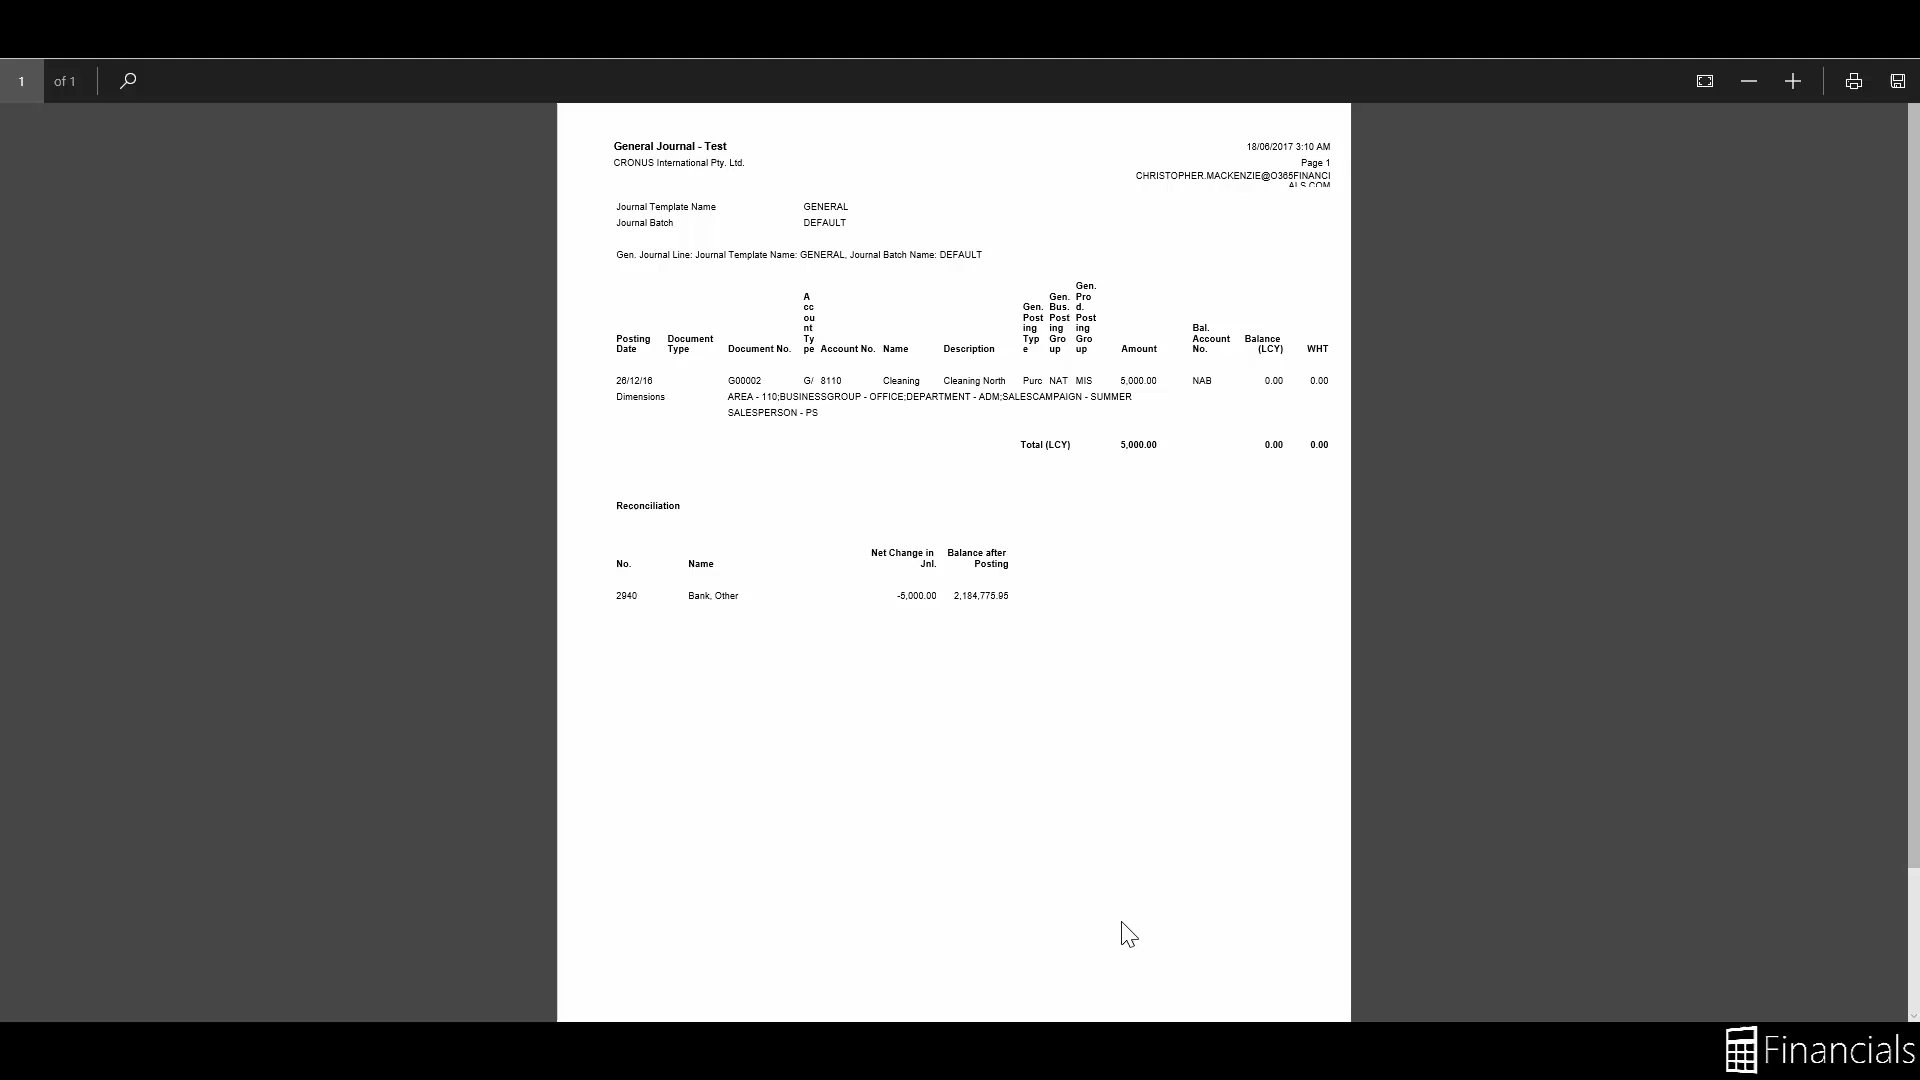 1 of 1
General Journal - Test 18/06/2017 3:10 AM
CRONUS International Pty. Ltd. Page 1
CHRISTOPHER.MACKENZIE@O365FINANCI
ALS.COM
Journal Template Name GENERAL
Journal Batch DEFAULT
Gen. Journal Line: Journal Template Name: GENERAL, Journal Batch Name: DEFAULT
Posting Date Document Type Document No. Account Type Account No. Name Description Gen. Posting Type Gen. Bus. Posting Group Gen. Prod. Posting Group Amount Bal. Account No. Balance (LCY) WHT
26/12/16 G00002 G/ 8110 Cleaning Cleaning North Purc NAT MIS 5,000.00 NAB 0.00 0.00
Dimensions AREA - 110;BUSINESSGROUP - OFFICE;DEPARTMENT - ADM;SALESCAMPAIGN - SUMMER
SALESPERSON - PS
Total (LCY) 5,000.00 0.00 0.00
Reconciliation
No. Name Net Change in Jnl. Balance after Posting
2940 Bank, Other -5,000.00 2,184,775.95
Financials